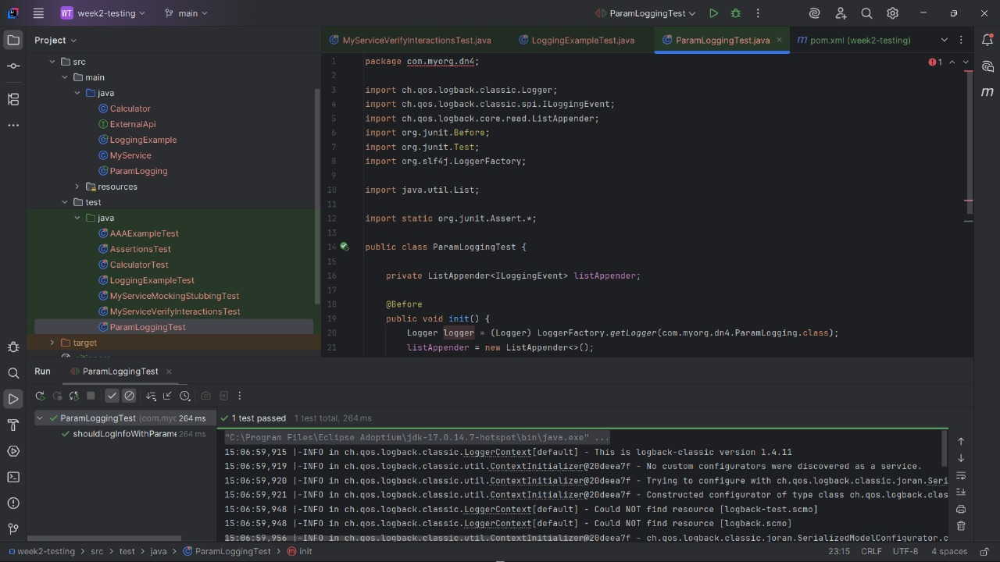 WT week2-testing main ParamLoggingTest
Project
MyServiceVerifyInteractionsTest.java LoggingExampleTest.java ParamLoggingTest.java pom.xml (week2-testing)
src
main
java
Calculator
ExternalApi
LoggingExample
MyService
ParamLogging
resources
test
java
AAAExampleTest
AssertionsTest
CalculatorTest
LoggingExampleTest
MyServiceMockingStubbingTest
MyServiceVerifyInteractionsTest
ParamLoggingTest
target
1
1 package com.myorg.dn4;
2
3 import ch.qos.logback.classic.Logger;
4 import ch.qos.logback.classic.spi.ILoggingEvent;
5 import ch.qos.logback.core.read.ListAppender;
6 import org.junit.Before;
7 import org.junit.Test;
8 import org.slf4j.LoggerFactory;
9
10 import java.util.List;
11
12 import static org.junit.Assert.*;
13
14 public class ParamLoggingTest {
15
16 private ListAppender<ILoggingEvent> listAppender;
17
18 @Before
19 public void init() {
20 Logger logger = (Logger) LoggerFactory.getLogger(com.myorg.dn4.ParamLogging.class);
21 listAppender = new ListAppender<>();
Run ParamLoggingTest
ParamLoggingTest (com.myc 264 ms
shouldLogInfoWithParame 264 ms
1 test passed 1 test total, 264 ms
"C:\Program Files\Eclipse Adoptium\jdk-17.0.14.7-hotspot\bin\java.exe" ...
15:06:59,915 |-INFO in ch.qos.logback.classic.LoggerContext[default] - This is logback-classic version 1.4.11
15:06:59,919 |-INFO in ch.qos.logback.classic.util.ContextInitializer@20deea7f - No custom configurators were discovered as a service.
15:06:59,920 |-INFO in ch.qos.logback.classic.util.ContextInitializer@20deea7f - Trying to configure with ch.qos.logback.classic.joran.Seri
15:06:59,921 |-INFO in ch.qos.logback.classic.util.ContextInitializer@20deea7f - Constructed configurator of type class ch.qos.logback.clas
15:06:59,948 |-INFO in ch.qos.logback.classic.LoggerContext[default] - Could NOT find resource [logback-test.scmo]
15:06:59,948 |-INFO in ch.qos.logback.classic.LoggerContext[default] - Could NOT find resource [logback.scmo]
15:06:59,956 |-INFO in ch.qos.logback.classic.util.ContextInitializer@20deea7f - ch.qos.logback.classic.joran.SerializedModelConfigurator.c
week2-testing > src > test > java > ParamLoggingTest > init 23:15 CRLF UTF-8 4 spaces